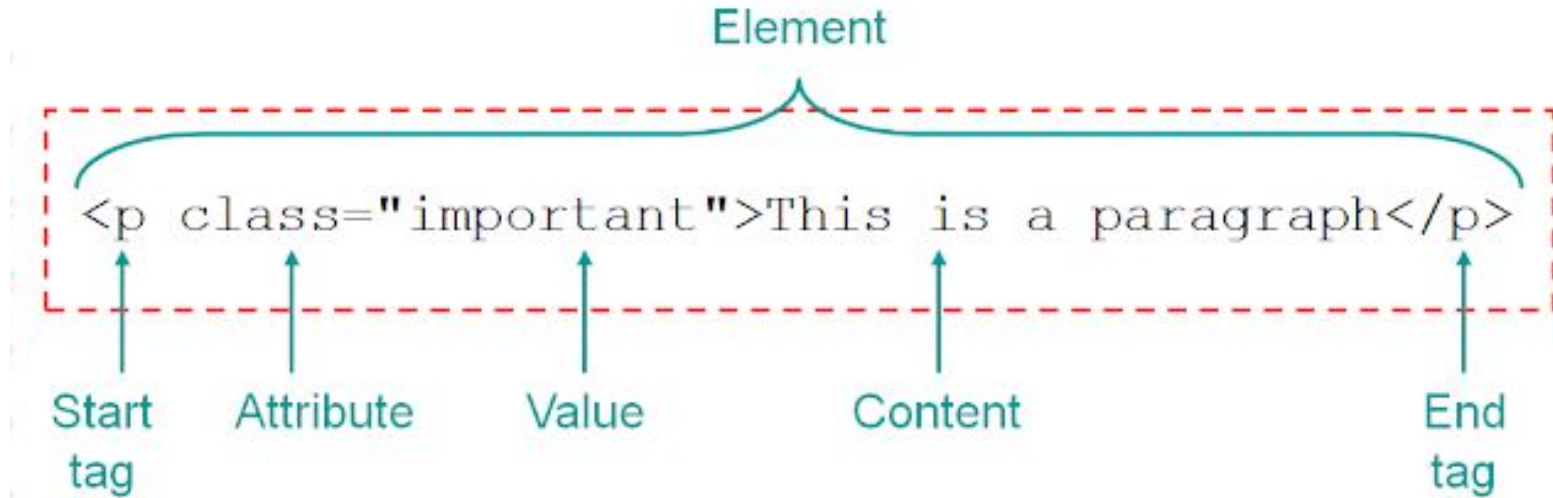 Element
<p class="important">This is a paragraph</p>
Start tag
Attribute
Value
Content
End tag